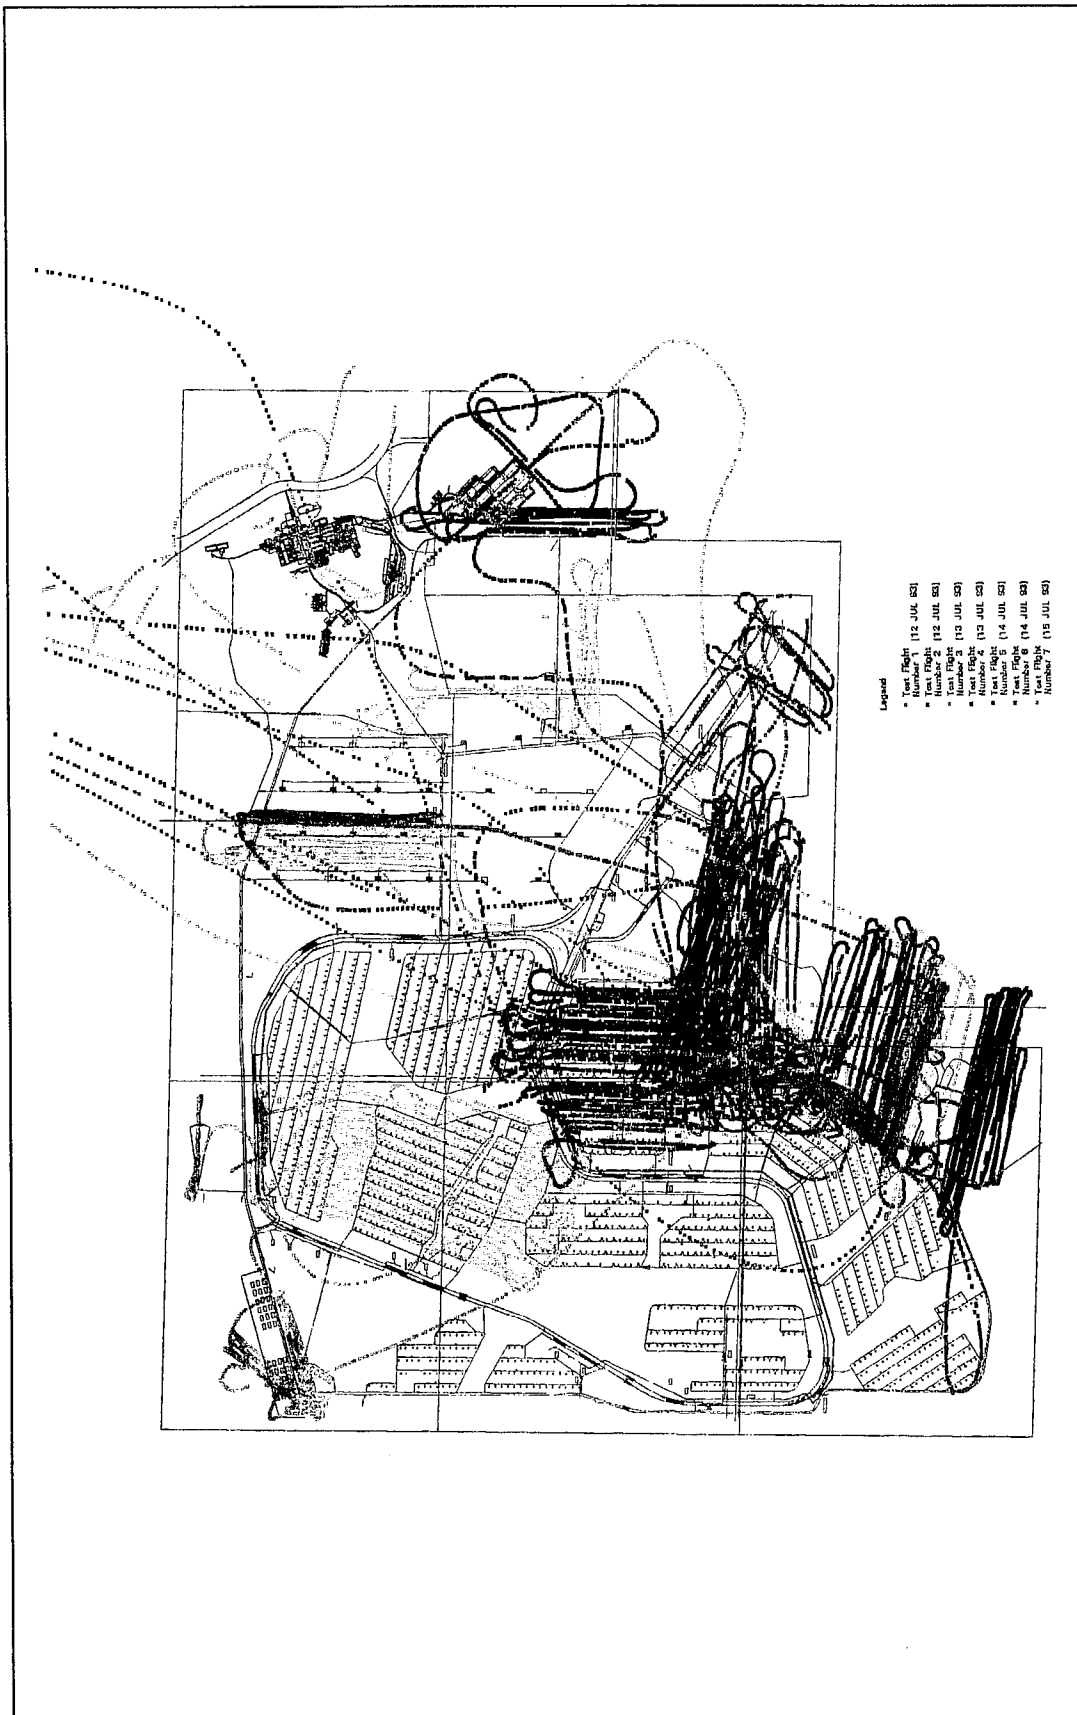 Legend
Test Flight
Number 1 (12 JUL 93)
Test Flight
Number 2 (12 JUL 93)
Test Flight
Number 3 (13 JUL 93)
Test Flight
Number 4 (13 JUL 93)
Test Flight
Number 5 (14 JUL 93)
Test Flight
Number 6 (14 JUL 93)
Test Flight
Number 7 (15 JUL 93)